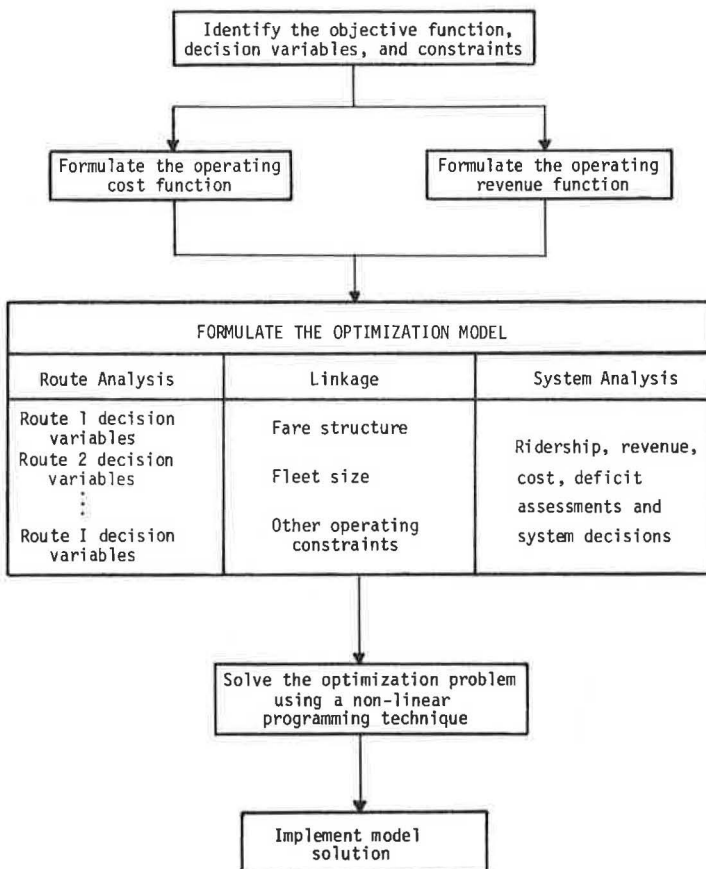 Identify the objective function,
decision variables, and constraints
Formulate the operating
cost function
Formulate the operating
revenue function
FORMULATE THE OPTIMIZATION MODEL
Route Analysis
Linkage
System Analysis
Route 1 decision
variables
Route 2 decision
variables
Route I decision
variables
Fare structure
Fleet size
Other operating
constraints
Ridership, revenue,
cost, deficit
assessments and
system decisions
Solve the optimization problem
using a non-linear
programming technique
Implement model
solution